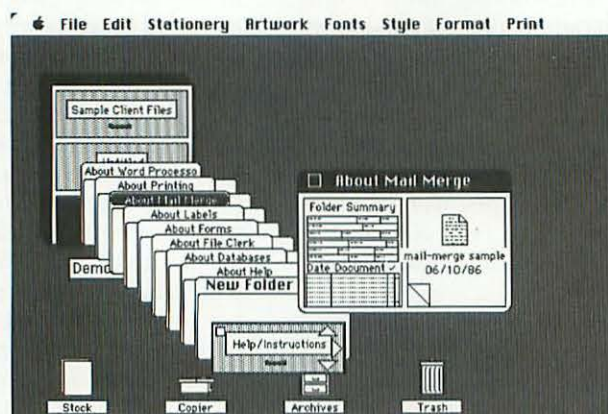 File Edit Stationery Artwork Fonts Style Format Print
Sample Client Files
Untitled
About Word Processo
About Printing
About Mail Merge
About Labels
About Forms
About File Clerk
About Databases
About Help
New Folder
Help/Instructions
Demo
About Mail Merge
Folder Summary
Date Document ✓
mail-merge sample
06/10/86
Stock
Copier
Archives
Trash